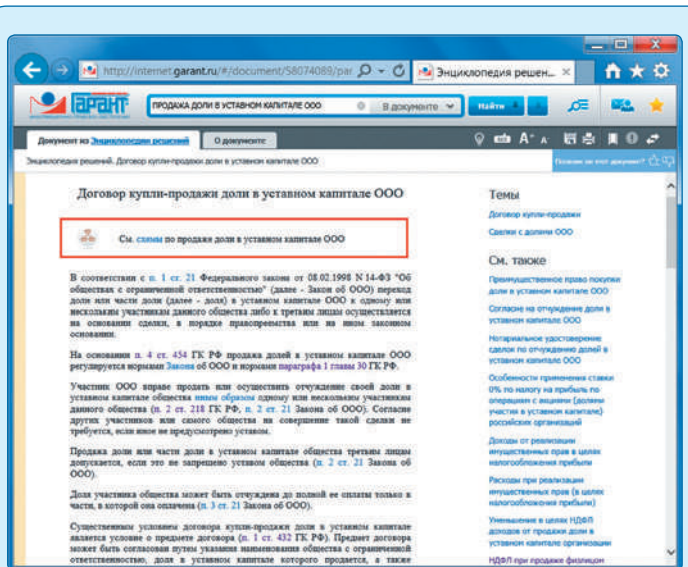 http://internet.garant.ru/#/document/58074089/par
Энциклопедия решен...
ГАРАНТ
ПРОДАЖА ДОЛИ В УСТАВНОМ КАПИТАЛЕ ООО
В документе
Найти
Документ из Энциклопедии решений
О документе
Энциклопедия решений. Договор купли-продажи доли в уставном капитале ООО
Полезен ли этот документ?
Договор купли-продажи доли в уставном капитале ООО
См. схемы по продаже доли в уставном капитале ООО
В соответствии с п. 1 ст. 21 Федерального закона от 08.02.1998 N 14-ФЗ "Об
обществах с ограниченной ответственностью" (далее - Закон об ООО) переход
доли или части доли (далее - доля) в уставном капитале ООО к одному или
нескольким участникам данного общества либо к третьим лицам осуществляется
на основании сделки, в порядке правопреемства или на ином законном
основании.
На основании п. 4 ст. 454 ГК РФ продажа долей в уставном капитале ООО
регулируется нормами Закона об ООО и нормами параграфа 1 главы 30 ГК РФ.
Участник ООО вправе продать или осуществить отчуждение своей доли в
уставном капитале общества иным образом одному или нескольким участникам
данного общества (п. 2 ст. 218 ГК РФ, п. 2 ст. 21 Закона об ООО). Согласие
других участников или самого общества на совершение такой сделки не
требуется, если иное не предусмотрено уставом.
Продажа доли или части доли в уставном капитале общества третьим лицам
допускается, если это не запрещено уставом общества (п. 2 ст. 21 Закона об
ООО).
Доля участника общества может быть отчуждена до полной ее оплаты только в
части, в которой она оплачена (п. 3 ст. 21 Закона об ООО).
Существенным условием договора купли-продажи доли в уставном капитале
является условие о предмете договора (п. 1 ст. 432 ГК РФ). Предмет договора
может быть согласован путем указания наименования общества с ограниченной
ответственностью, доля в уставном капитале которого продается, а также
Темы
Договор купли-продажи
Сделки с долями ООО
См. также
Преимущественное право покупки
доли в уставном капитале ООО
Согласие на отчуждение доли в
уставном капитале ООО
Нотариальное удостоверение
сделок по отчуждению долей в
уставном капитале ООО
Особенности применения ставки
0% по налогу на прибыль по
операциям с акциями (долями
участия в уставном капитале)
российских организаций
Доходы от реализации
имущественных прав в целях
налогообложения прибыли
Расходы при реализации
имущественных прав (в целях
налогообложения прибыли)
Уменьшение в целях НДФЛ
доходов от продажи доли в
уставном капитале организации
НДФЛ при продаже физлицом